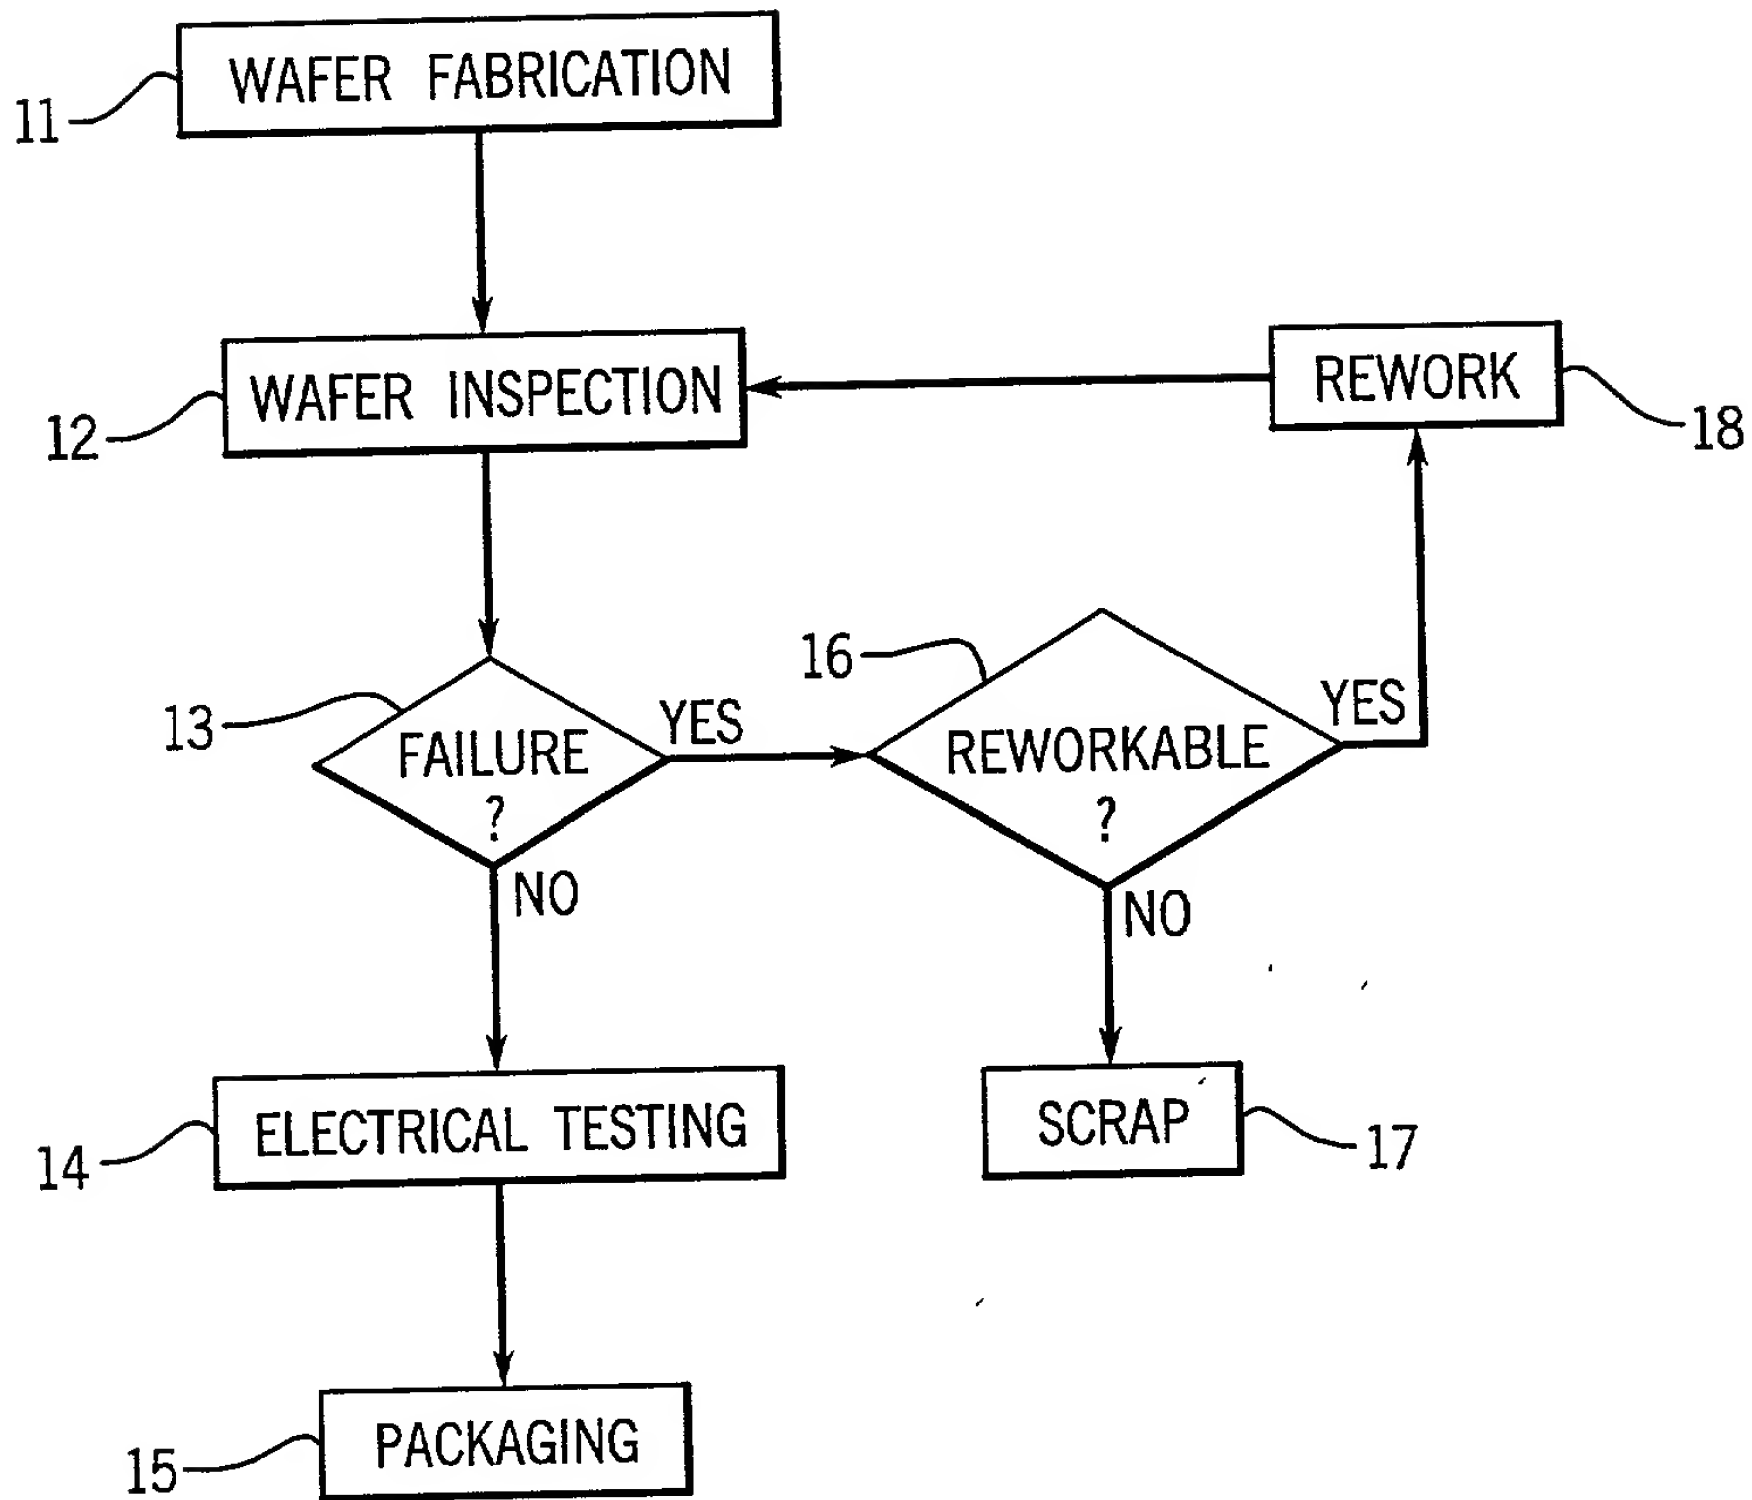 WAFER FABRICATION
11
WAFER INSPECTION
12
REWORK
18
13
FAILURE
?
YES
NO
16
REWORKABLE
?
YES
NO
ELECTRICAL TESTING
14
SCRAP
17
PACKAGING
15